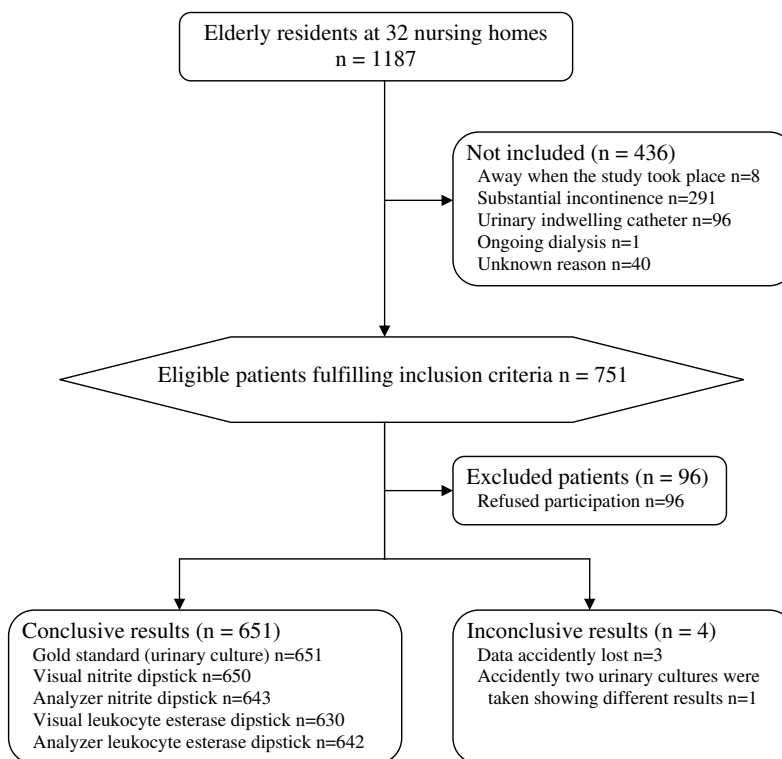 Elderly residents at 32 nursing homes
n = 1187
Not included (n = 436)
Away when the study took place n=8
Substantial incontinence n=291
Urinary indwelling catheter n=96
Ongoing dialysis n=1
Unknown reason n=40
Eligible patients fulfilling inclusion criteria n = 751
Excluded patients (n = 96)
Refused participation n=96
Conclusive results (n = 651)
Gold standard (urinary culture) n=651
Visual nitrite dipstick n=650
Analyzer nitrite dipstick n=643
Visual leukocyte esterase dipstick n=630
Analyzer leukocyte esterase dipstick n=642
Inconclusive results (n = 4)
Data accidently lost n=3
Accidently two urinary cultures were
taken showing different results n=1